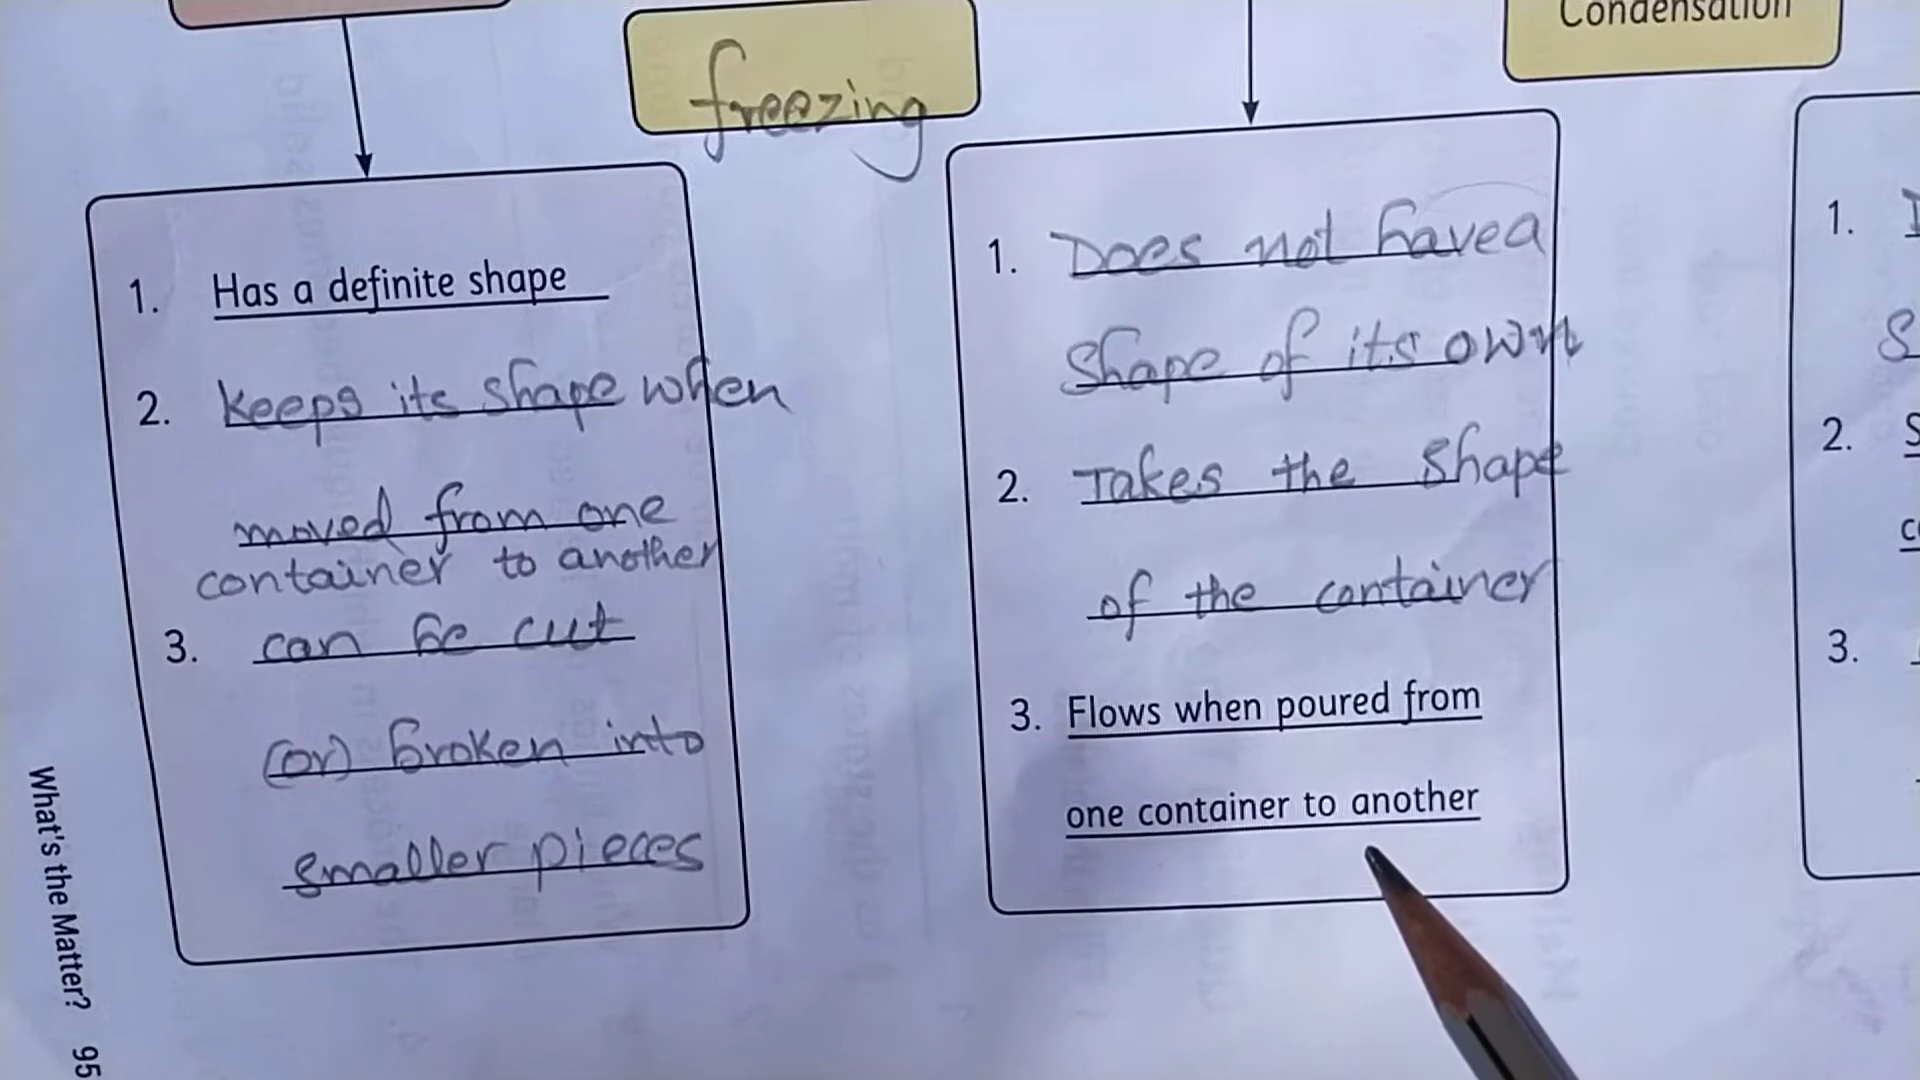 Condensation
freezing
1. Has a definite shape
2. keeps its shape when
moved from one
container to another
3. can be cut
(or) broken into
smaller pieces
1. Does not have a
shape of its own
2. Takes the shape
of the container
3. Flows when poured from
one container to another
1.
2.
3.
What's the Matter? 95